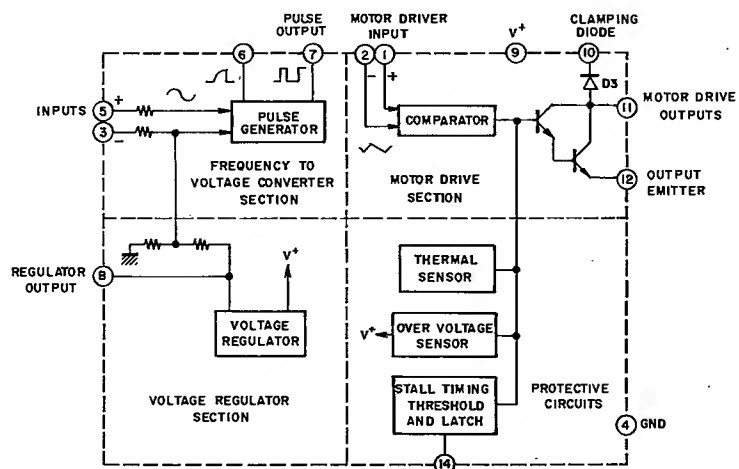 PULSE
OUTPUT
MOTOR DRIVER
INPUT
V+
CLAMPING
DIODE
6
7
2
1
9
10
-
+
D3
INPUTS
5
+
3
-
PULSE
GENERATOR
COMPARATOR
11
MOTOR DRIVE
OUTPUTS
FREQUENCY TO
VOLTAGE CONVERTER
SECTION
MOTOR DRIVE
SECTION
12
OUTPUT
EMITTER
V+
REGULATOR
OUTPUT
8
THERMAL
SENSOR
VOLTAGE
REGULATOR
V+
OVER VOLTAGE
SENSOR
VOLTAGE REGULATOR
SECTION
STALL TIMING
THRESHOLD
AND LATCH
PROTECTIVE
CIRCUITS
4
GND
14